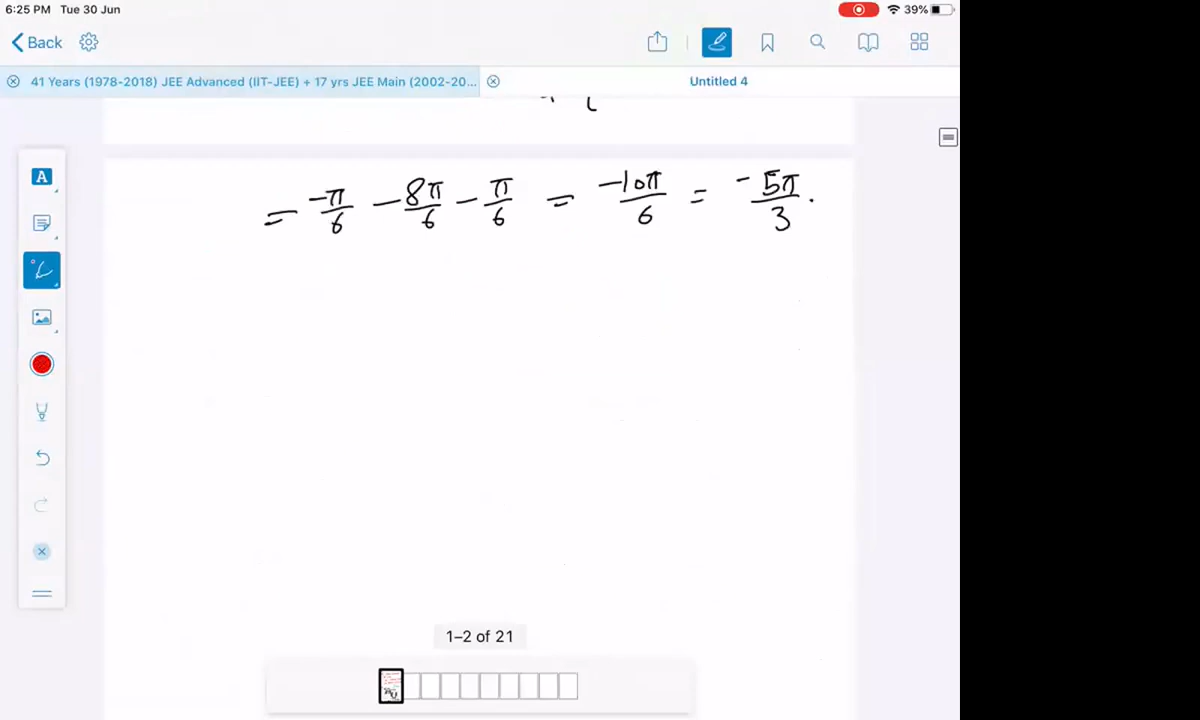 6:25 PM Tue 30 Jun 39%
Back
41 Years (1978-2018) JEE Advanced (IIT-JEE) + 17 yrs JEE Main (2002-20... Untitled 4
= -π/6 - 8π/6 - π/6 = -10π/6 = -5π/3.
A
1–2 of 21